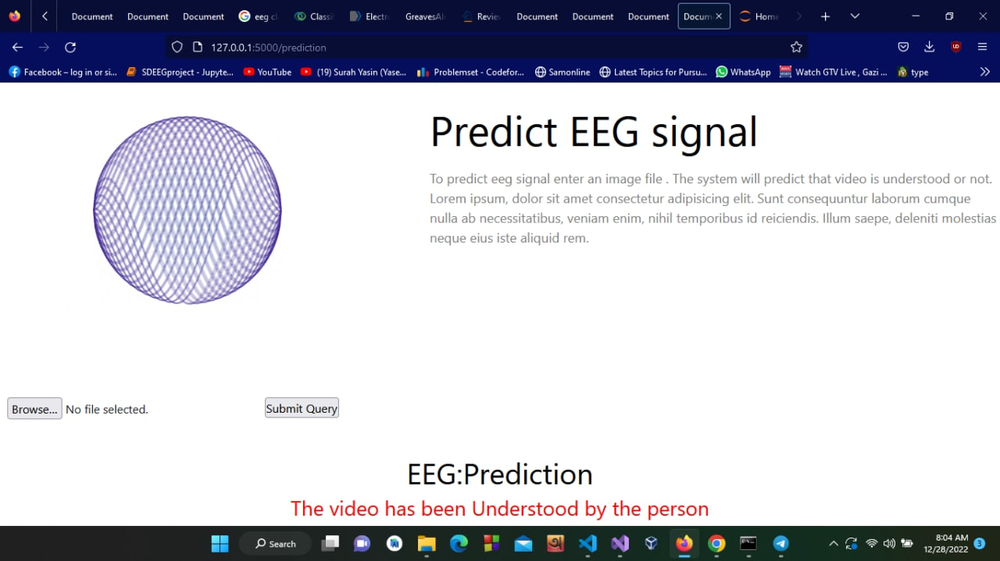 Document
Document
Document
eeg cl
Classi
Electr
GreavesAl
Review
Document
Document
Document
Docum
Home
127.0.0.1:5000/prediction
Facebook – log in or si...
SDEEGproject - Jupyte...
YouTube
(19) Surah Yasin (Yase...
Problemset - Codefor...
Samonline
Latest Topics for Pursu...
WhatsApp
Watch GTV Live , Gazi ...
type
Predict EEG signal
To predict eeg signal enter an image file . The system will predict that video is understood or not.
Lorem ipsum, dolor sit amet consectetur adipisicing elit. Sunt consequuntur laborum cumque
nulla ab necessitatibus, veniam enim, nihil temporibus id reiciendis. Illum saepe, deleniti molestias
neque eius iste aliquid rem.
Browse... No file selected.
Submit Query
EEG:Prediction
The video has been Understood by the person
Search
8:04 AM
12/28/2022
3